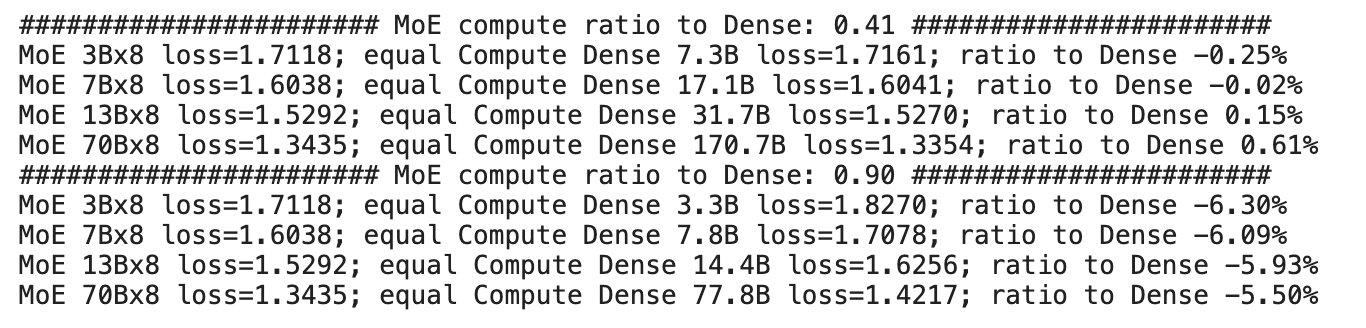 ####################### MoE compute ratio to Dense: 0.41 #######################
MoE 3Bx8 loss=1.7118; equal Compute Dense 7.3B loss=1.7161; ratio to Dense -0.25%
MoE 7Bx8 loss=1.6038; equal Compute Dense 17.1B loss=1.6041; ratio to Dense -0.02%
MoE 13Bx8 loss=1.5292; equal Compute Dense 31.7B loss=1.5270; ratio to Dense 0.15%
MoE 70Bx8 loss=1.3435; equal Compute Dense 170.7B loss=1.3354; ratio to Dense 0.61%
####################### MoE compute ratio to Dense: 0.90 #######################
MoE 3Bx8 loss=1.7118; equal Compute Dense 3.3B loss=1.8270; ratio to Dense -6.30%
MoE 7Bx8 loss=1.6038; equal Compute Dense 7.8B loss=1.7078; ratio to Dense -6.09%
MoE 13Bx8 loss=1.5292; equal Compute Dense 14.4B loss=1.6256; ratio to Dense -5.93%
MoE 70Bx8 loss=1.3435; equal Compute Dense 77.8B loss=1.4217; ratio to Dense -5.50%